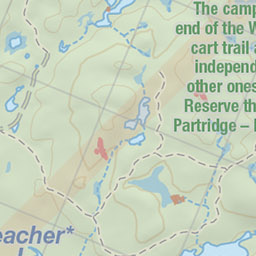 The camp
end of the W
cart trail a
independ
other ones
Reserve th
Partridge –
eacher*